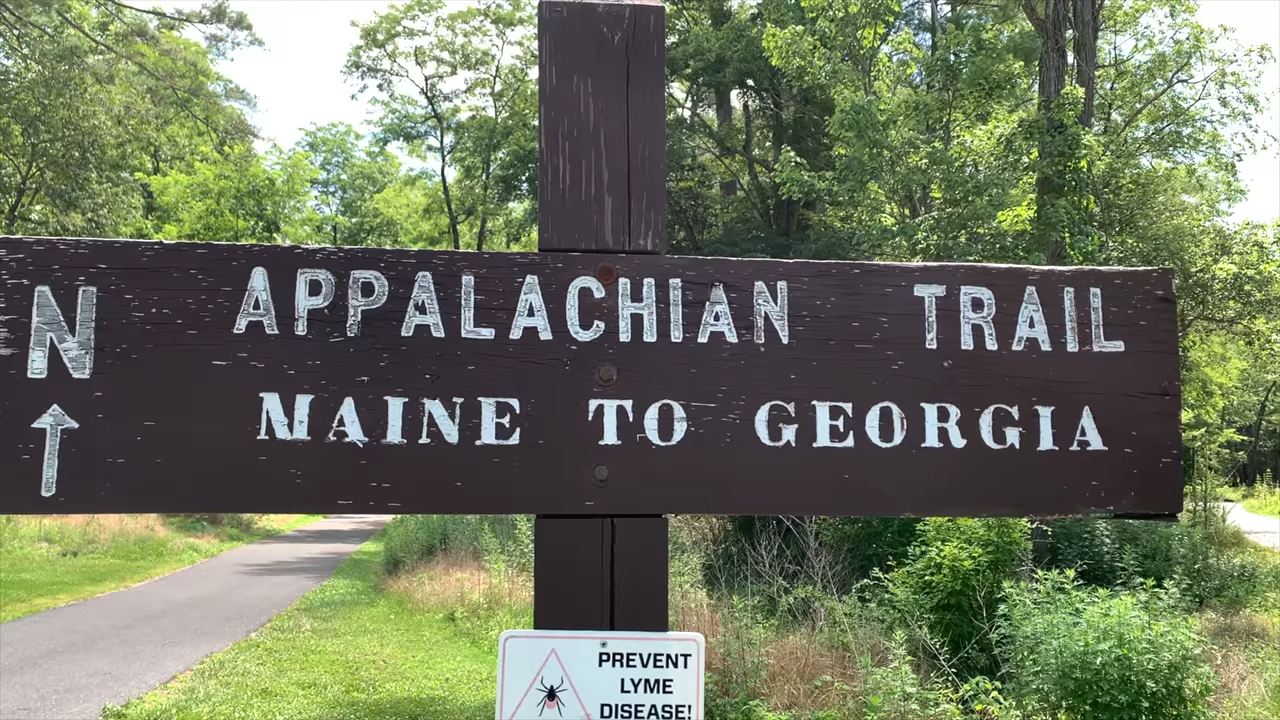 N APPALACHIAN TRAIL
MAINE TO GEORGIA
PREVENT
LYME
DISEASE!